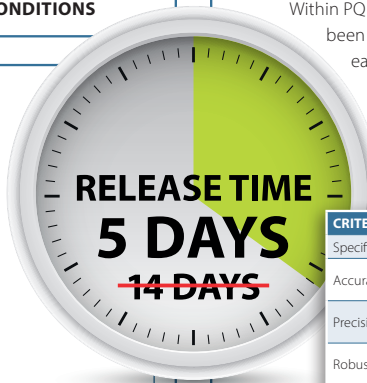 ONDITIONS
Within PQ
been
ea
RELEASE TIME
5 DAYS
14 DAYS
CRITE
Specif
Accura
Precisi
Robus